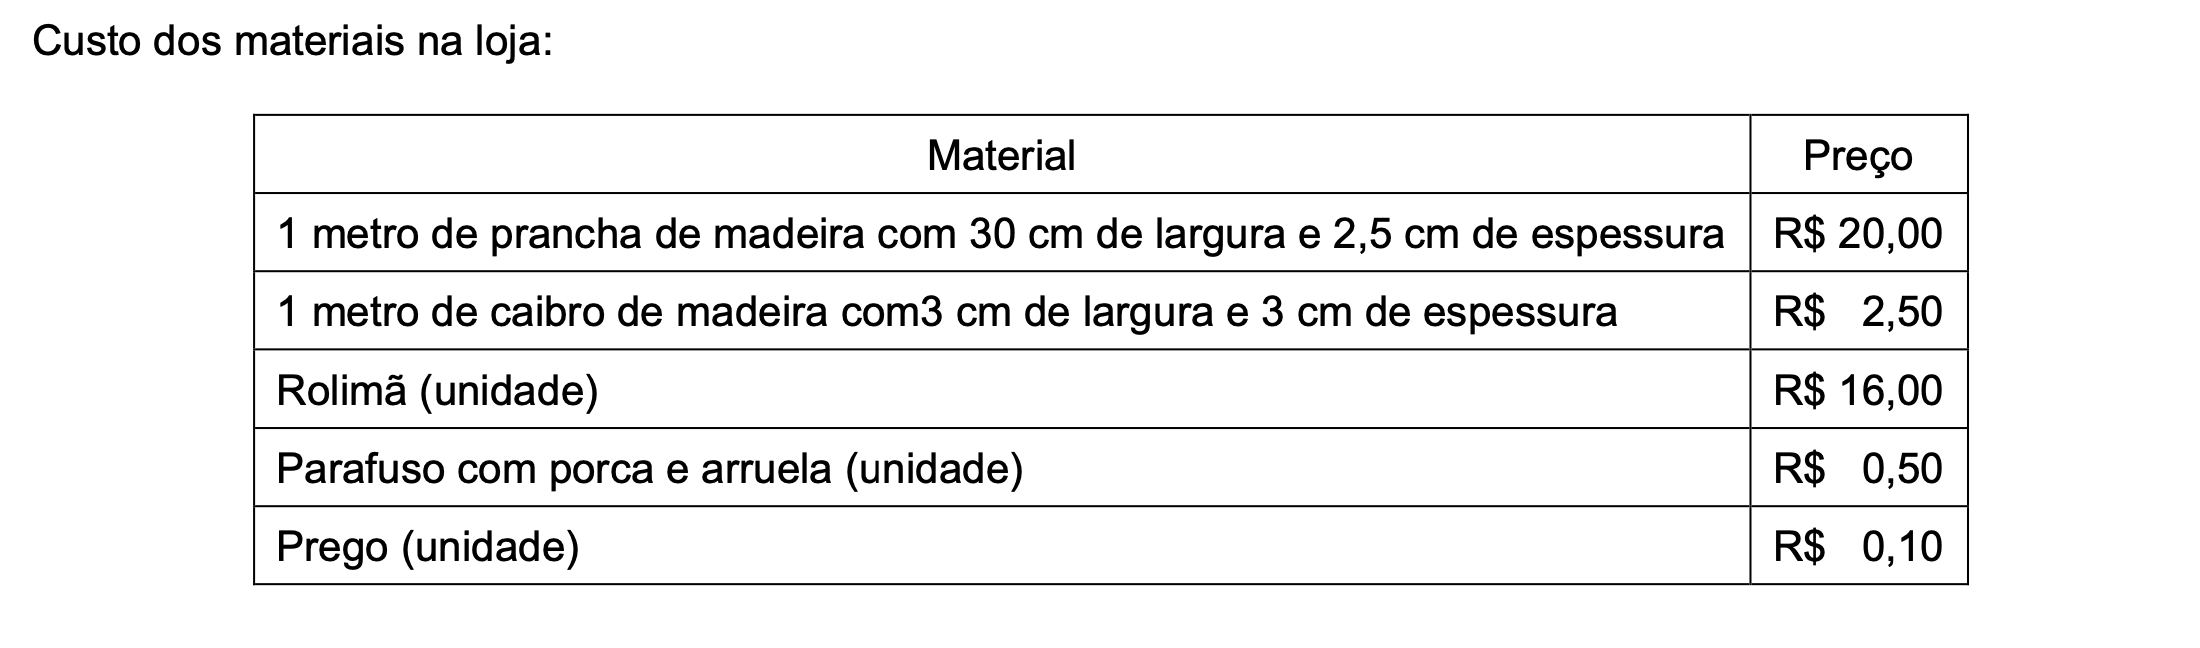 Custo dos materiais na loja:
Material Preço
1 metro de prancha de madeira com 30 cm de largura e 2,5 cm de espessura R$ 20,00
1 metro de caibro de madeira com3 cm de largura e 3 cm de espessura R$ 2,50
Rolimã (unidade) R$ 16,00
Parafuso com porca e arruela (unidade) R$ 0,50
Prego (unidade) R$ 0,10